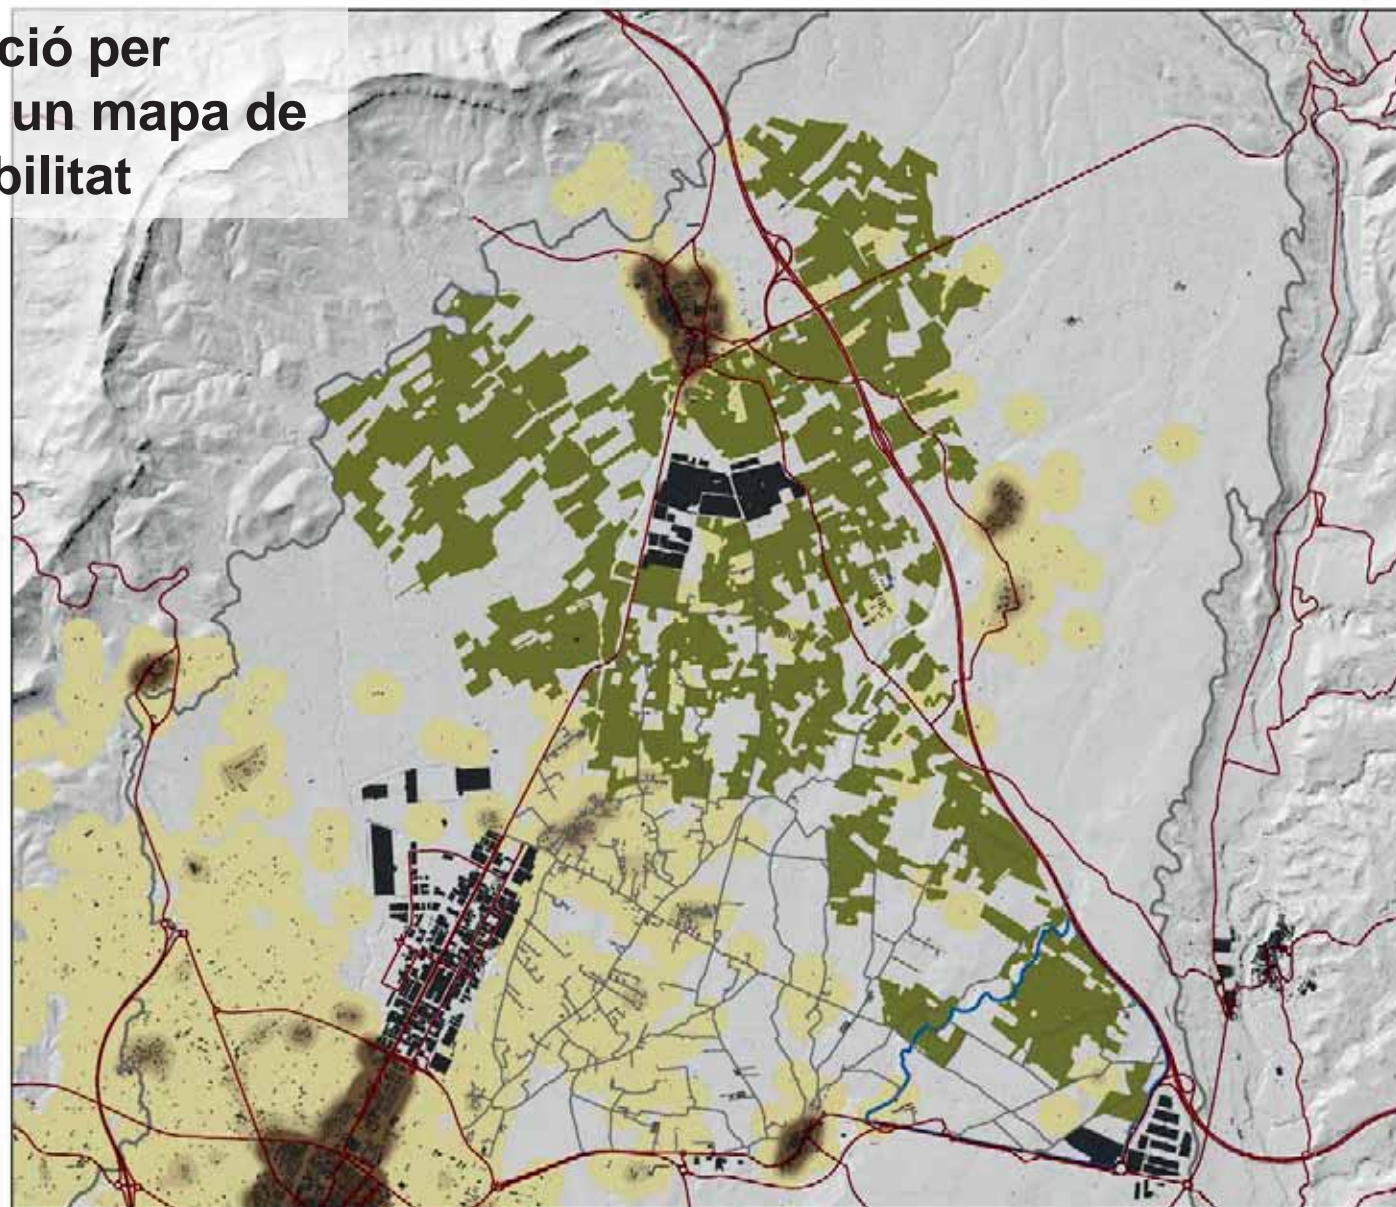 ció per
un mapa de
bilitat